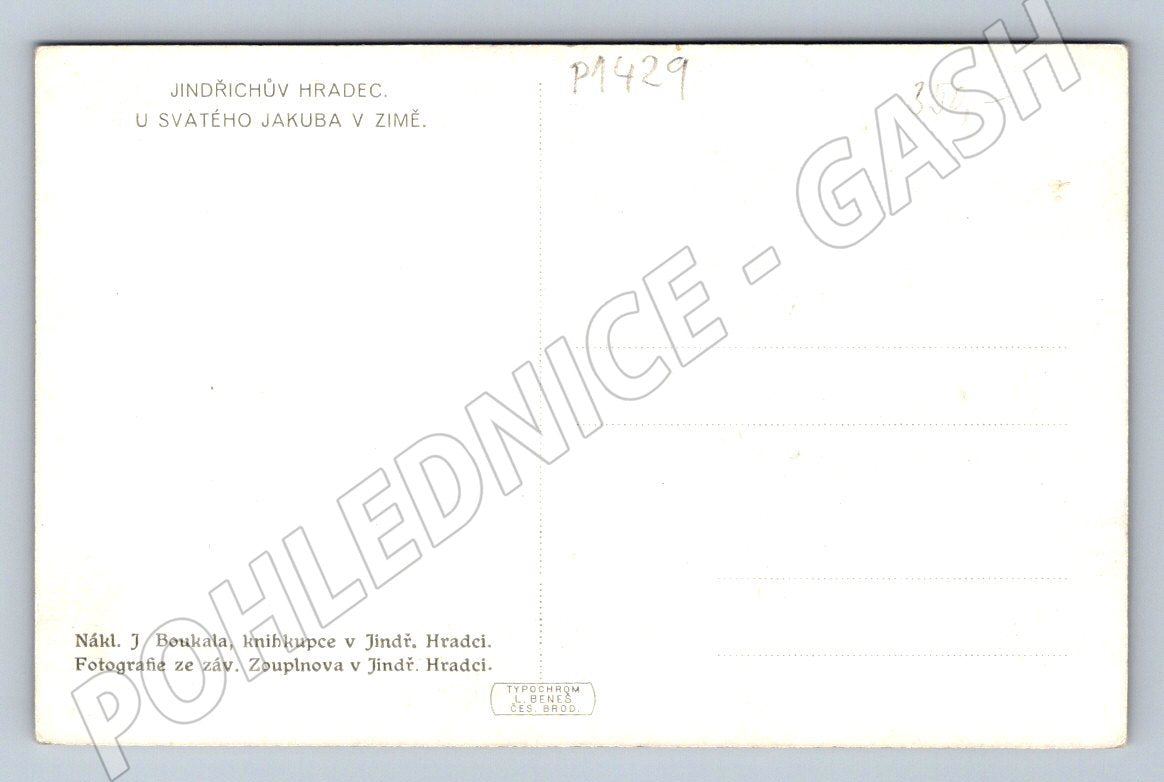 JINDŘICHŮV HRADEC.
U SVATÉHO JAKUBA V ZIMĚ.
P1429
POHLEDNICE - GASH
Nákl. J Boukala, knihkupce v Jindř. Hradci.
Fotografie ze záv. Zouplnova v Jindř. Hradci.
TYPOCHROM
L. BENEŠ
ČES. BROD.